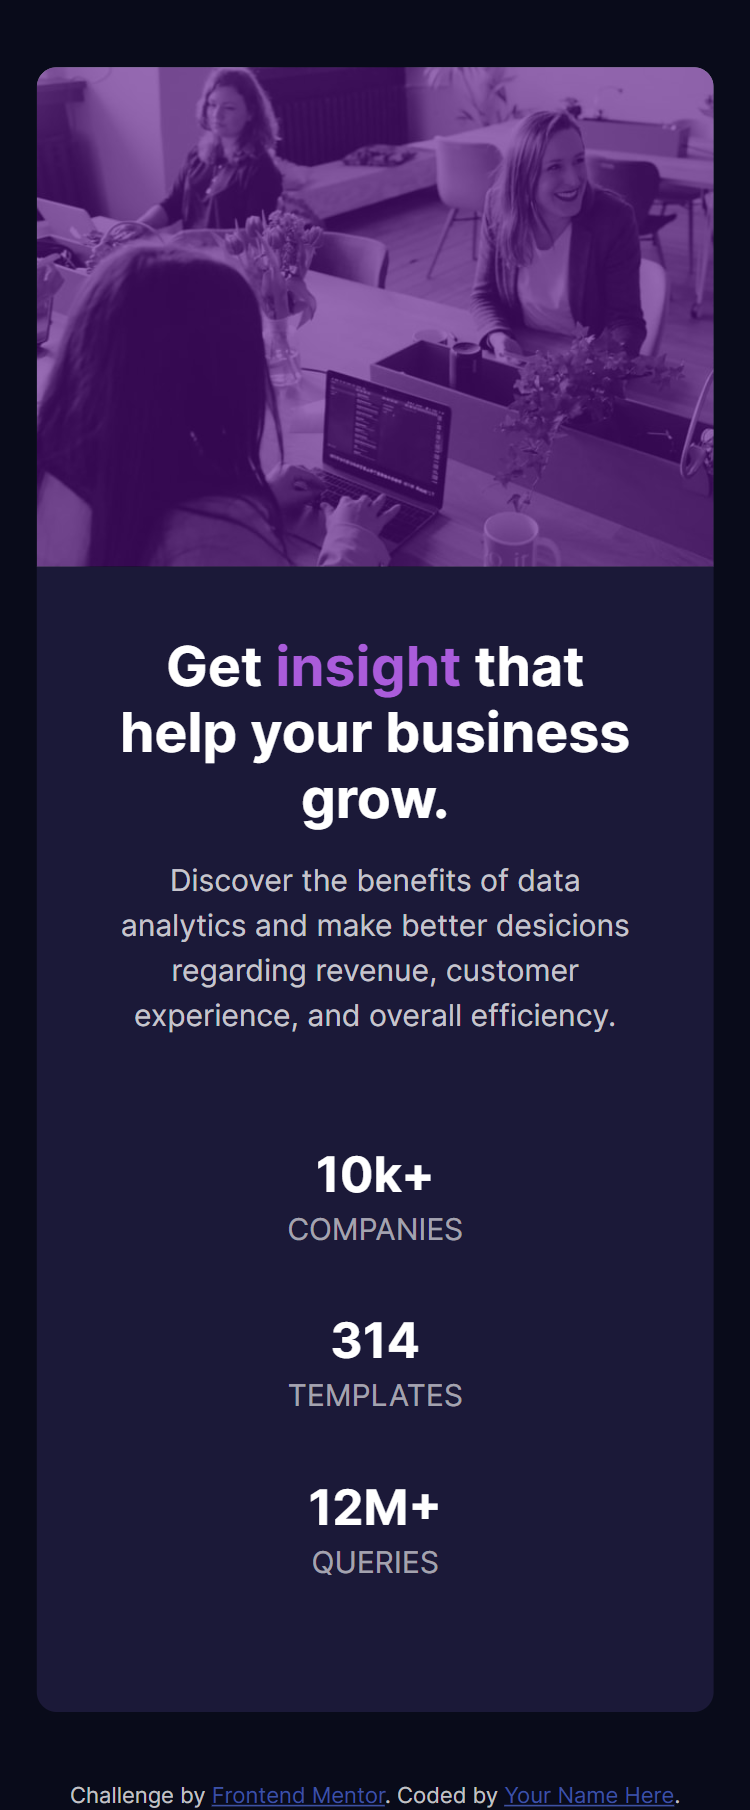 Get insight that
help your business
grow.
Discover the benefits of data
analytics and make better desicions
regarding revenue, customer
experience, and overall efficiency.
10k+
COMPANIES
314
TEMPLATES
12M+
QUERIES
Challenge by Frontend Mentor. Coded by Your Name Here.